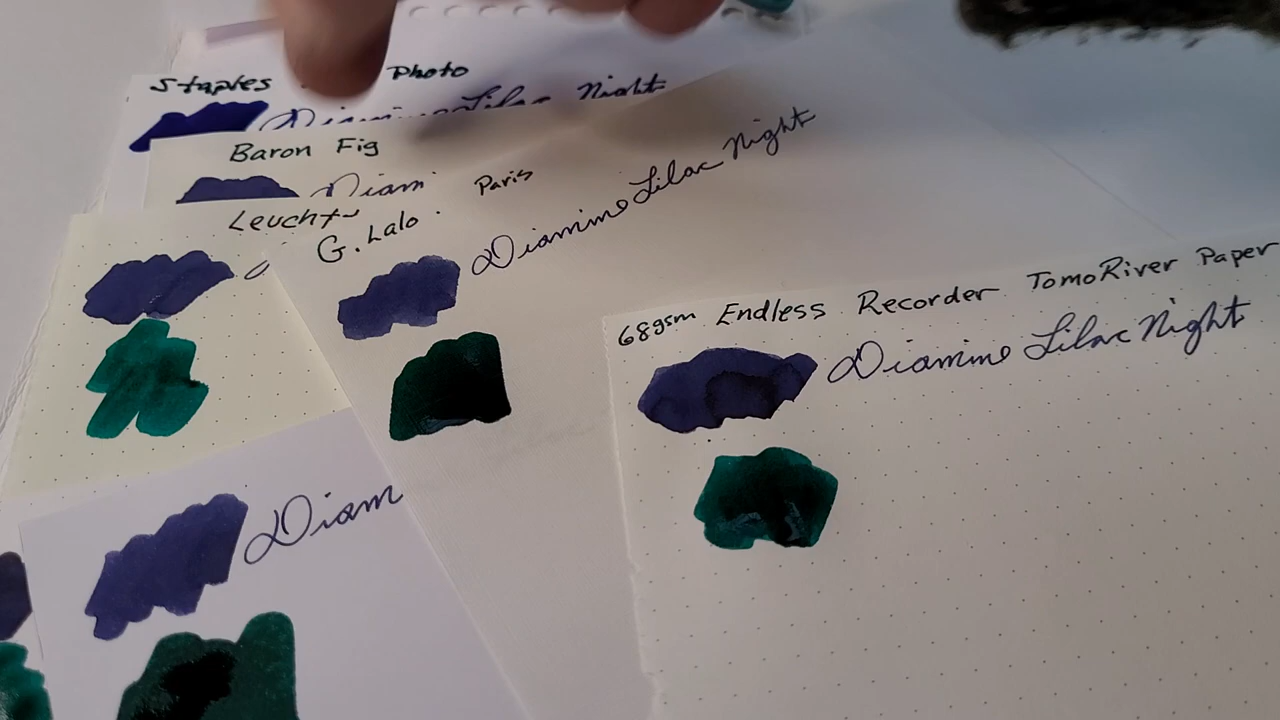 Staples Photo
Diamine Lilac Night
Baron Fig
Diam
Leucht
G. Lalo. Paris
Diamine Lilac Night
68gsm Endless Recorder TomoRiver Paper
Diamine Lilac Night
Diam